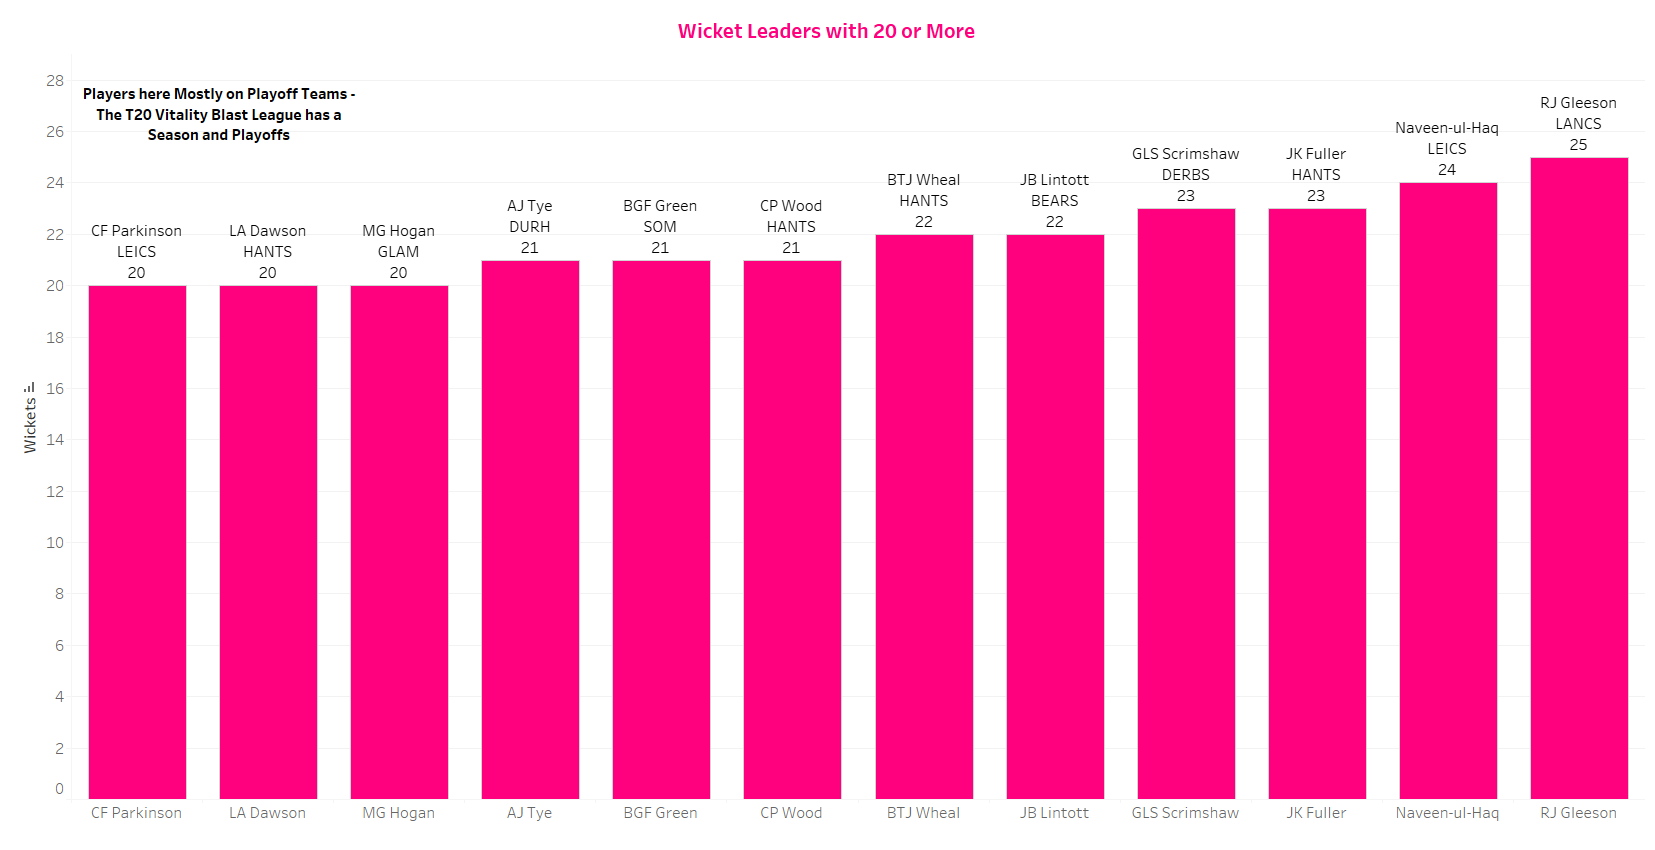 Wicket Leaders with 20 or More
Players here Mostly on Playoff Teams -
The T20 Vitality Blast League has a
Season and Playoffs
Wickets
28
26
24
22
20
18
16
14
12
10
8
6
4
2
0
CF Parkinson
LEICS
20
LA Dawson
HANTS
20
MG Hogan
GLAM
20
AJ Tye
DURH
21
BGF Green
SOM
21
CP Wood
HANTS
21
BTJ Wheal
HANTS
22
JB Lintott
BEARS
22
GLS Scrimshaw
DERBS
23
JK Fuller
HANTS
23
Naveen-ul-Haq
LEICS
24
RJ Gleeson
LANCS
25
CF Parkinson
LA Dawson
MG Hogan
AJ Tye
BGF Green
CP Wood
BTJ Wheal
JB Lintott
GLS Scrimshaw
JK Fuller
Naveen-ul-Haq
RJ Gleeson